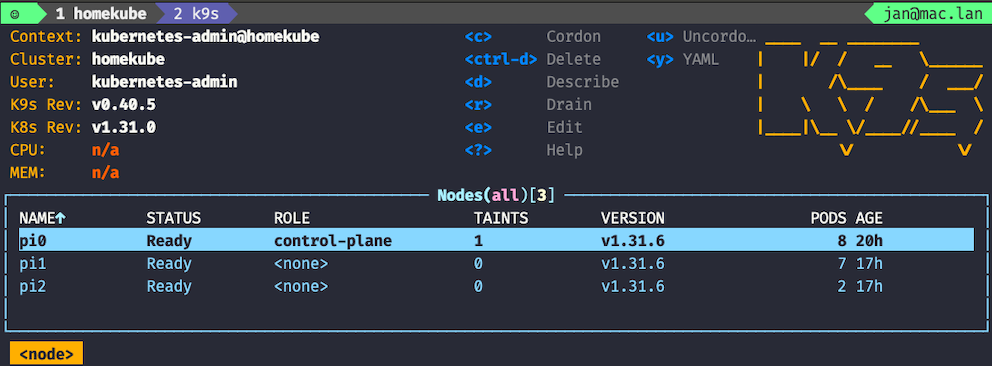 ☺ 1 homekube 2 k9s jan@mac.lan
Context: kubernetes-admin@homekube <c> Cordon <u> Uncordo…
Cluster: homekube <ctrl-d> Delete <y> YAML
User: kubernetes-admin <d> Describe
K9s Rev: v0.40.5 <r> Drain
K8s Rev: v1.31.0 <e> Edit
CPU: n/a <?> Help
MEM: n/a
K9s
Nodes(all)[3]
NAME↑ STATUS ROLE TAINTS VERSION PODS AGE
pi0 Ready control-plane 1 v1.31.6 8 20h
pi1 Ready <none> 0 v1.31.6 7 17h
pi2 Ready <none> 0 v1.31.6 2 17h
<node>